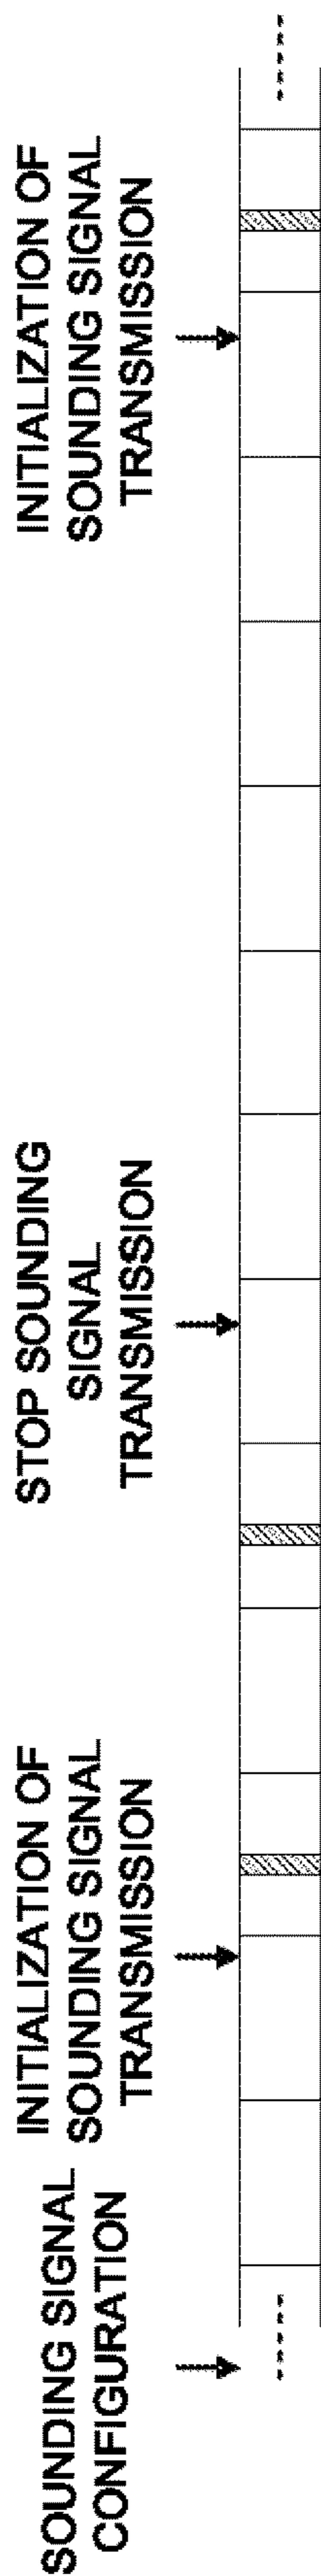 SOUNDING SIGNAL
CONFIGURATION
INITIALIZATION OF
SOUNDING SIGNAL
TRANSMISSION
STOP SOUNDING
SIGNAL
TRANSMISSION
INITIALIZATION OF
SOUNDING SIGNAL
TRANSMISSION